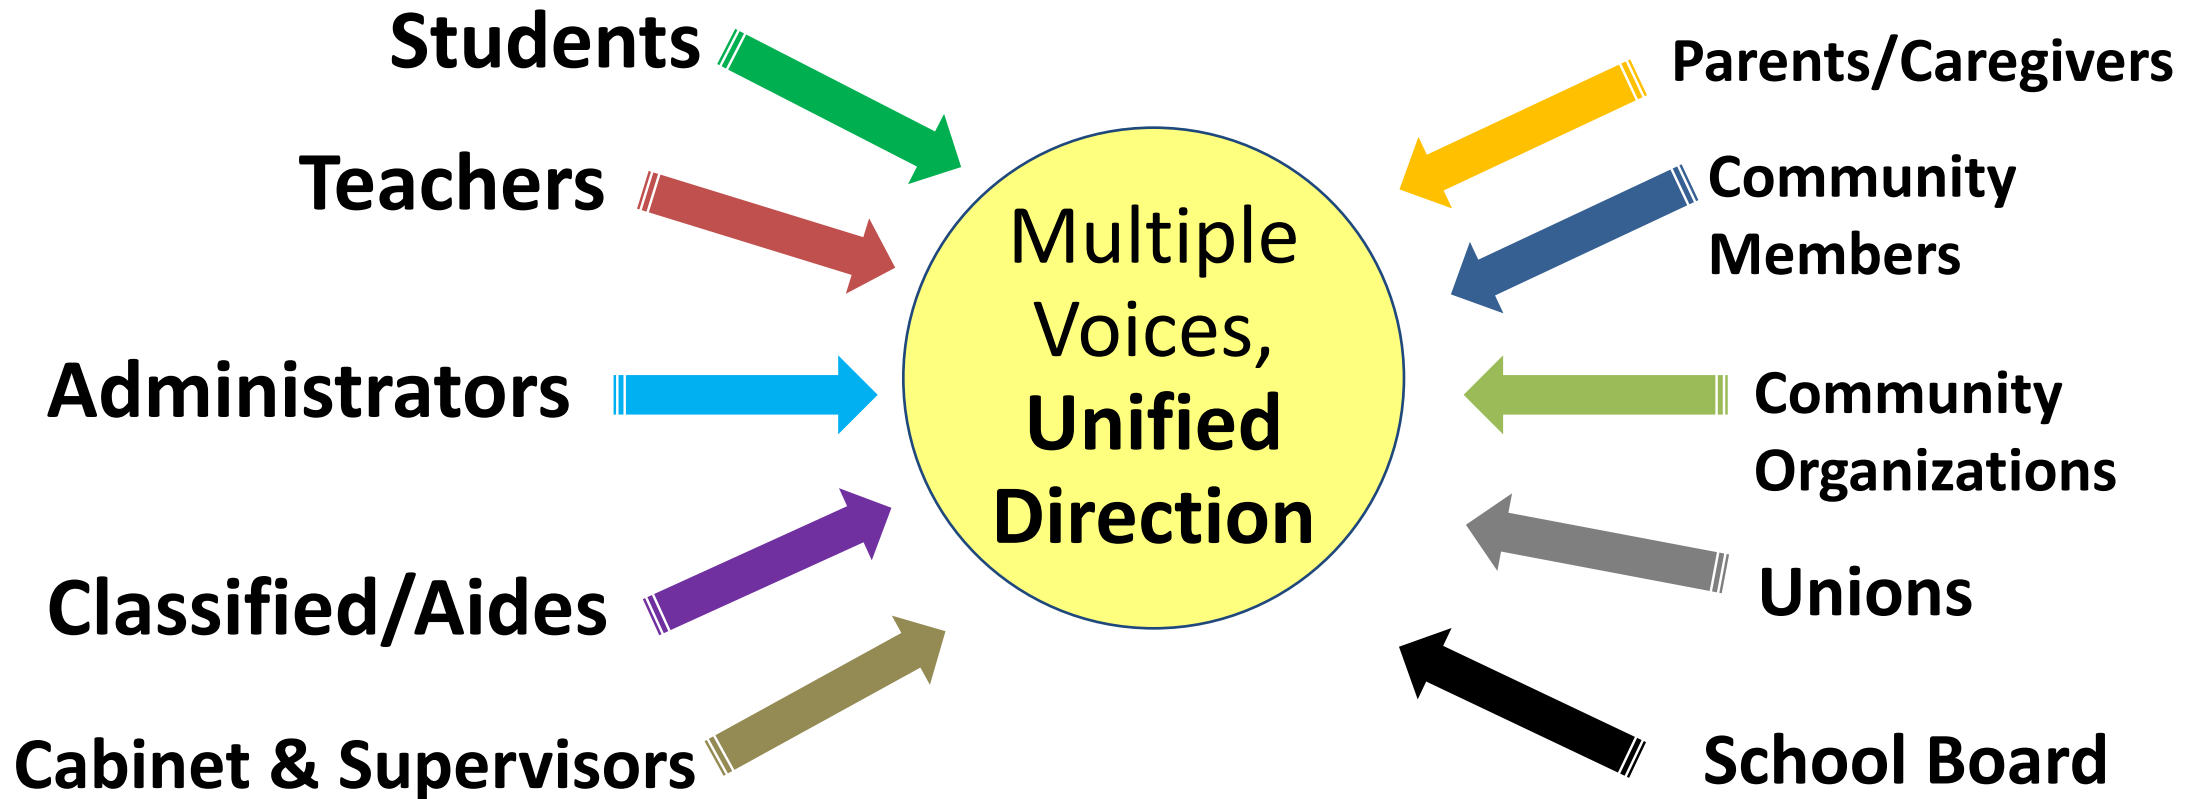 Students
Teachers
Administrators
Classified/Aides
Cabinet & Supervisors
Multiple
Voices,
Unified
Direction
Parents/Caregivers
Community
Members
Community
Organizations
Unions
School Board